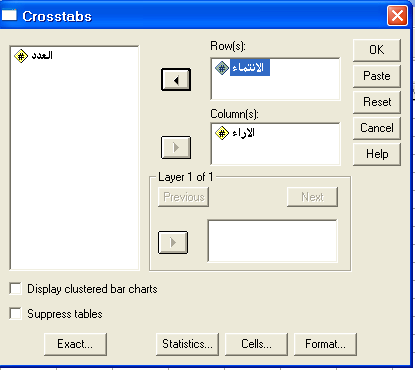 Crosstabs
العدد
Row(s):
الانتماء
Column(s):
الاراء
Layer 1 of 1
Previous
Next
OK
Paste
Reset
Cancel
Help
Display clustered bar charts
Suppress tables
Exact...
Statistics...
Cells...
Format...